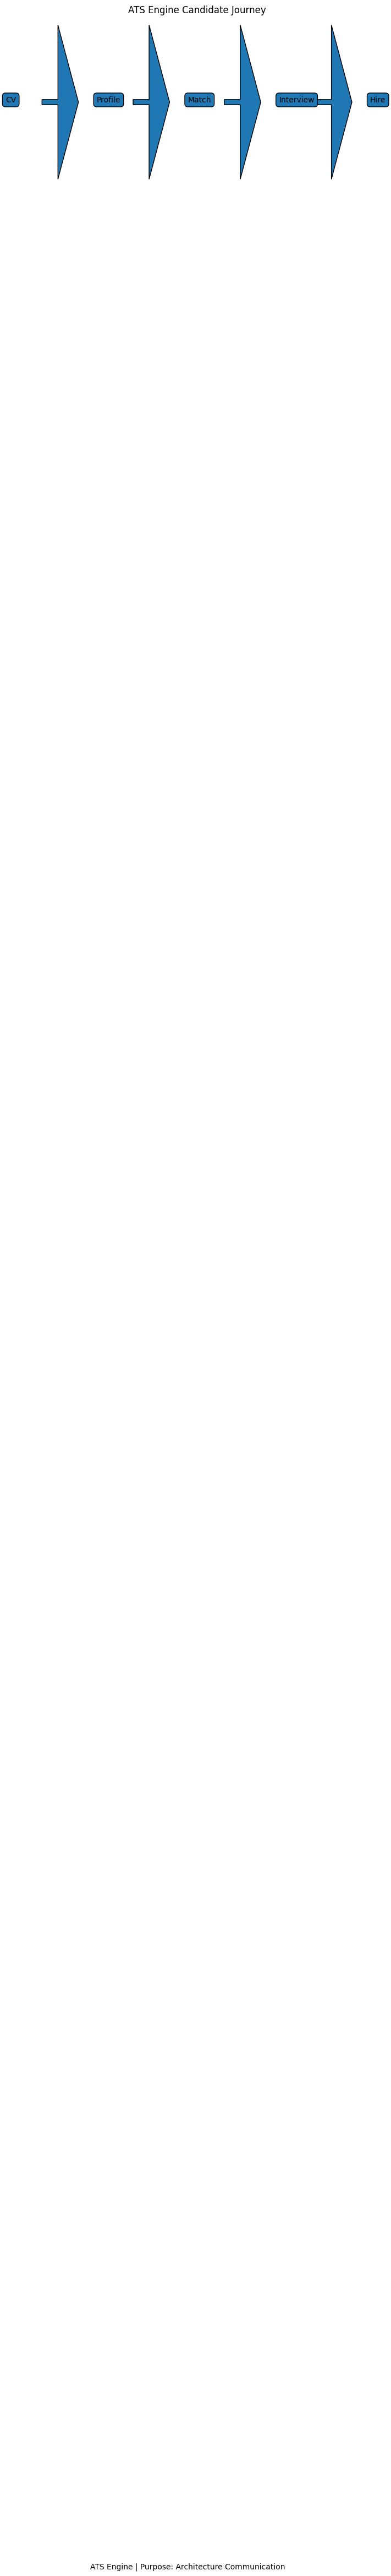 ATS Engine Candidate Journey
CV
Profile
Match
Interview
Hire
ATS Engine | Purpose: Architecture Communication